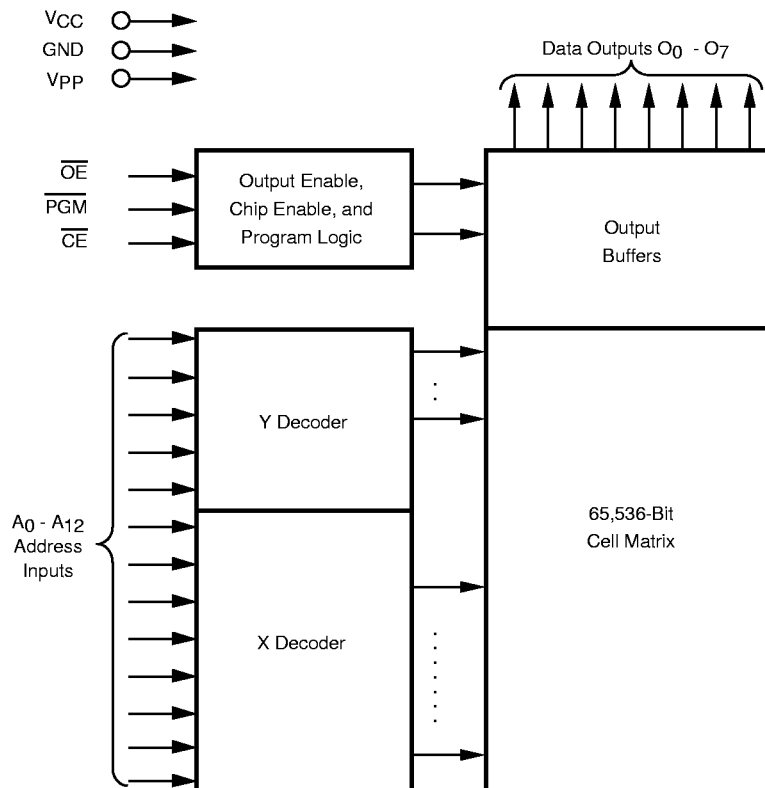 VCC
GND
VPP
Data Outputs O0 - O7
OE
PGM
CE
Output Enable,
Chip Enable, and
Program Logic
Output
Buffers
Y Decoder
A0 - A12
Address
Inputs
65,536-Bit
Cell Matrix
X Decoder